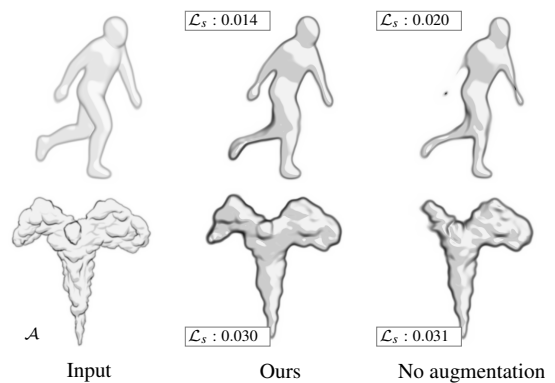 ℒₛ : 0.014
ℒₛ : 0.020
𝒜
ℒₛ : 0.030
ℒₛ : 0.031
Input
Ours
No augmentation